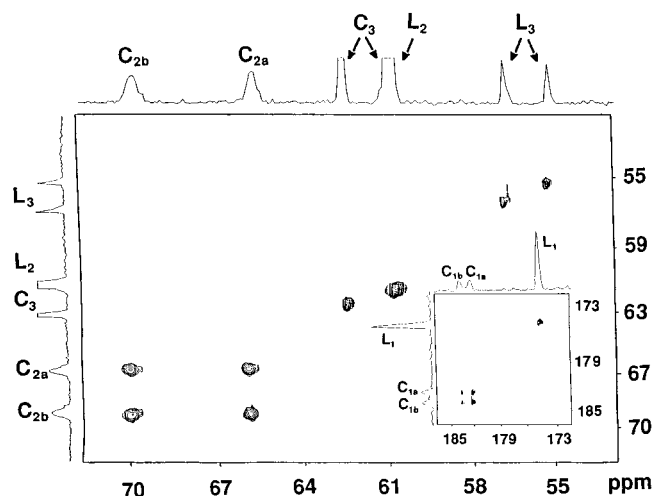 C₃ L₂ L₃
C₂b C₂a
L₃
L₂
C₃
C₂a
C₂b
55
59
63
67
70
L₁
C₁b C₁a
173
179
185
L₁
C₁a
C₁b
185 179 173
70 67 64 61 58 55 ppm